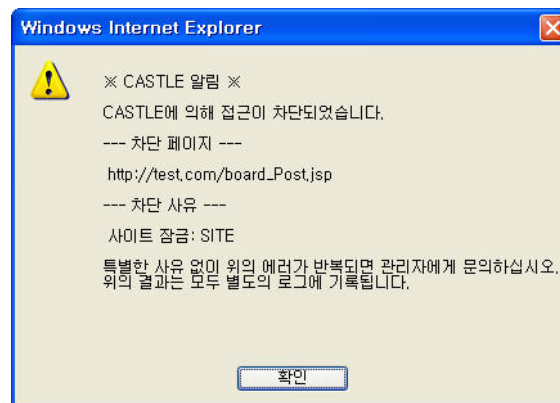 Windows Internet Explorer
※ CASTLE 알림 ※
CASTLE에 의해 접근이 차단되었습니다.
--- 차단 페이지 ---
http://test.com/board_Post.jsp
--- 차단 사유 ---
사이트 잠금: SITE
특별한 사유 없이 위의 에러가 반복되면 관리자에게 문의하십시오.
위의 결과는 모두 별도의 로그에 기록됩니다.
확인